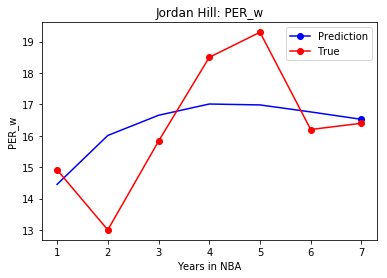 Jordan Hill: PER_w
Prediction
True
19
18
17
16
15
14
13
PER_w
1 2 3 4 5 6 7
Years in NBA